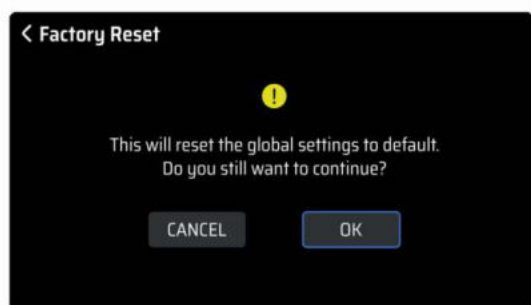 < Factory Reset
!
This will reset the global settings to default.
Do you still want to continue?
CANCEL OK